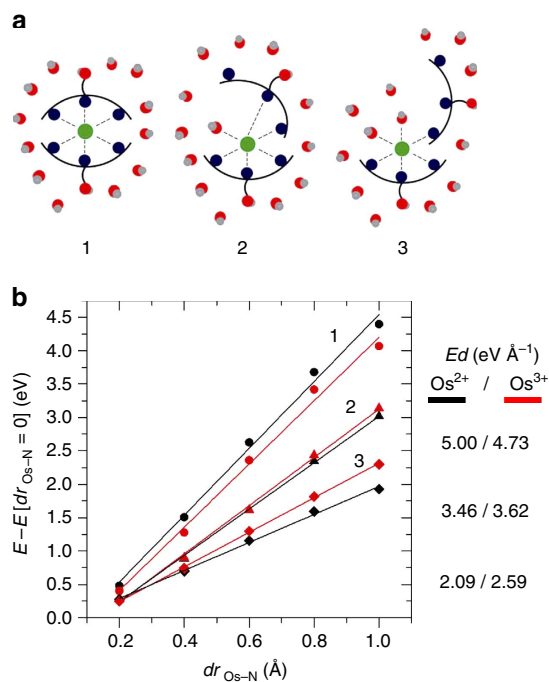 a
1
2
3
b
4.5
4.0
3.5
3.0
2.5
2.0
1.5
1.0
0.5
0.0
E – E [dr Os–N = 0] (eV)
1
2
3
0.2 0.4 0.6 0.8 1.0
dr Os–N (Å)
Ed (eV Å–1)
Os2+ / Os3+
5.00 / 4.73
3.46 / 3.62
2.09 / 2.59